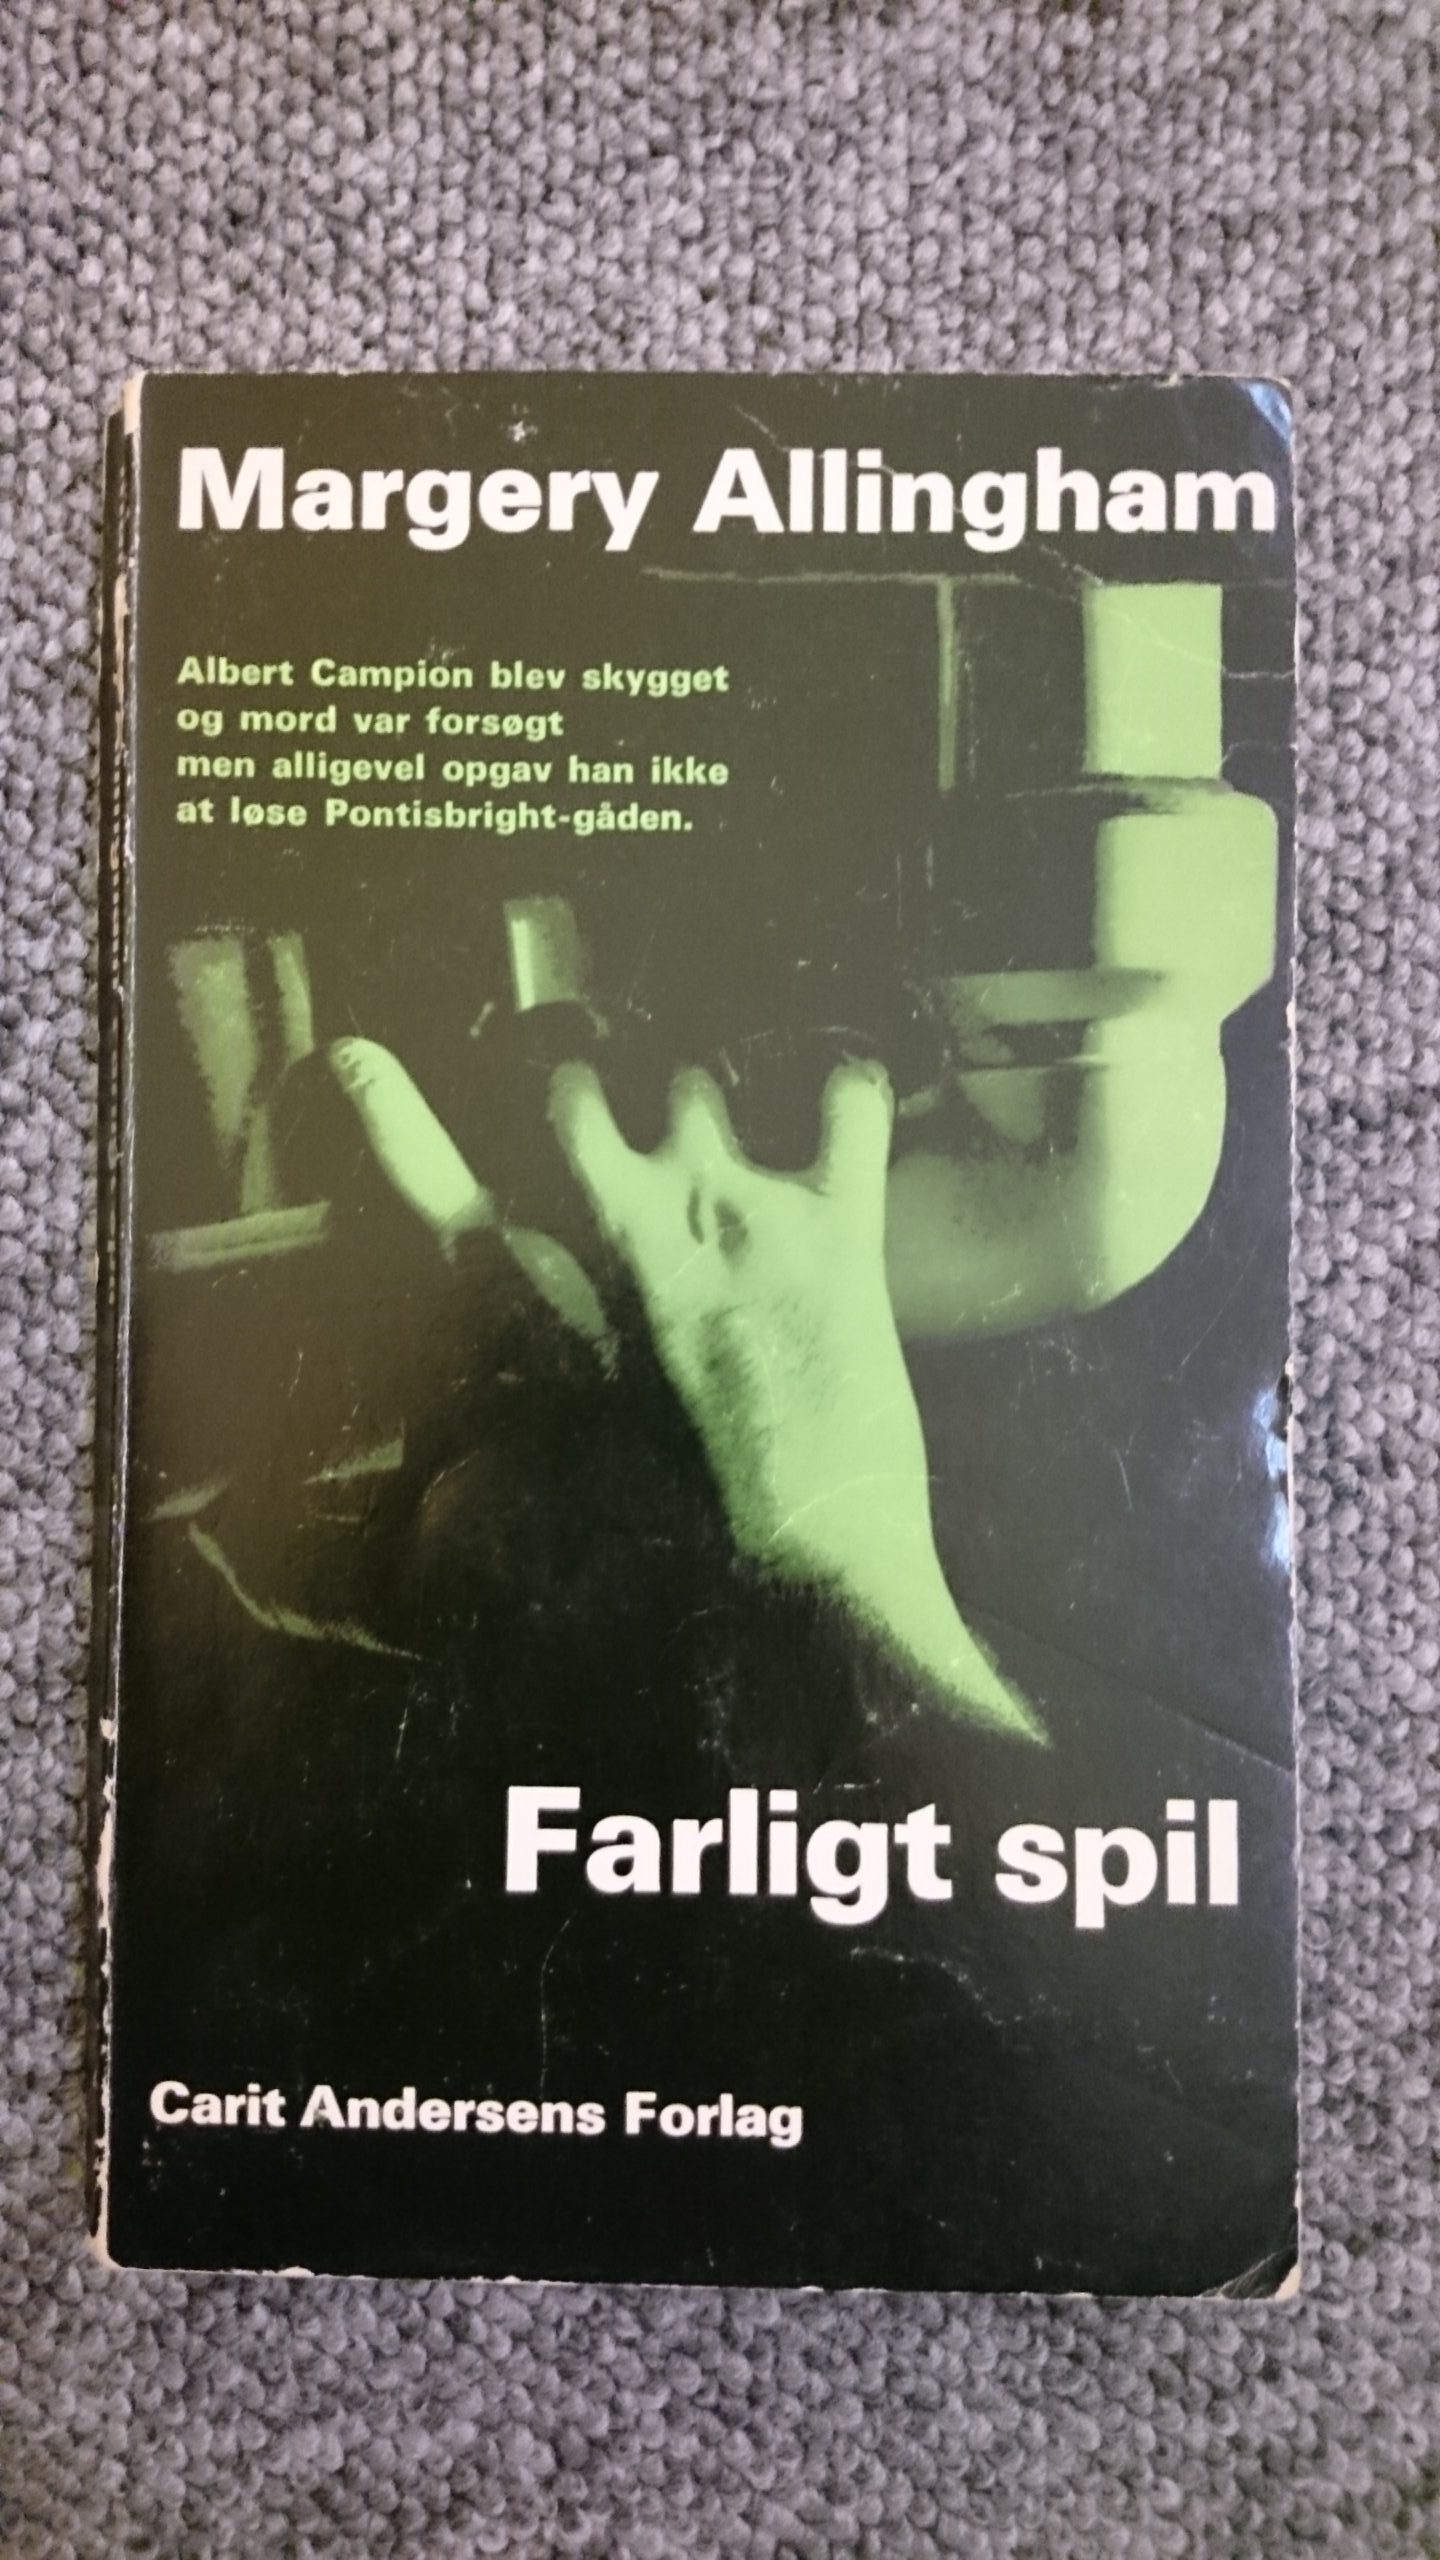 Margery Allingham
Albert Campion blev skygget
og mord var forsøgt
men alligevel opgav han ikke
at løse Pontisbright-gåden.
Farligt spil
Carit Andersens Forlag